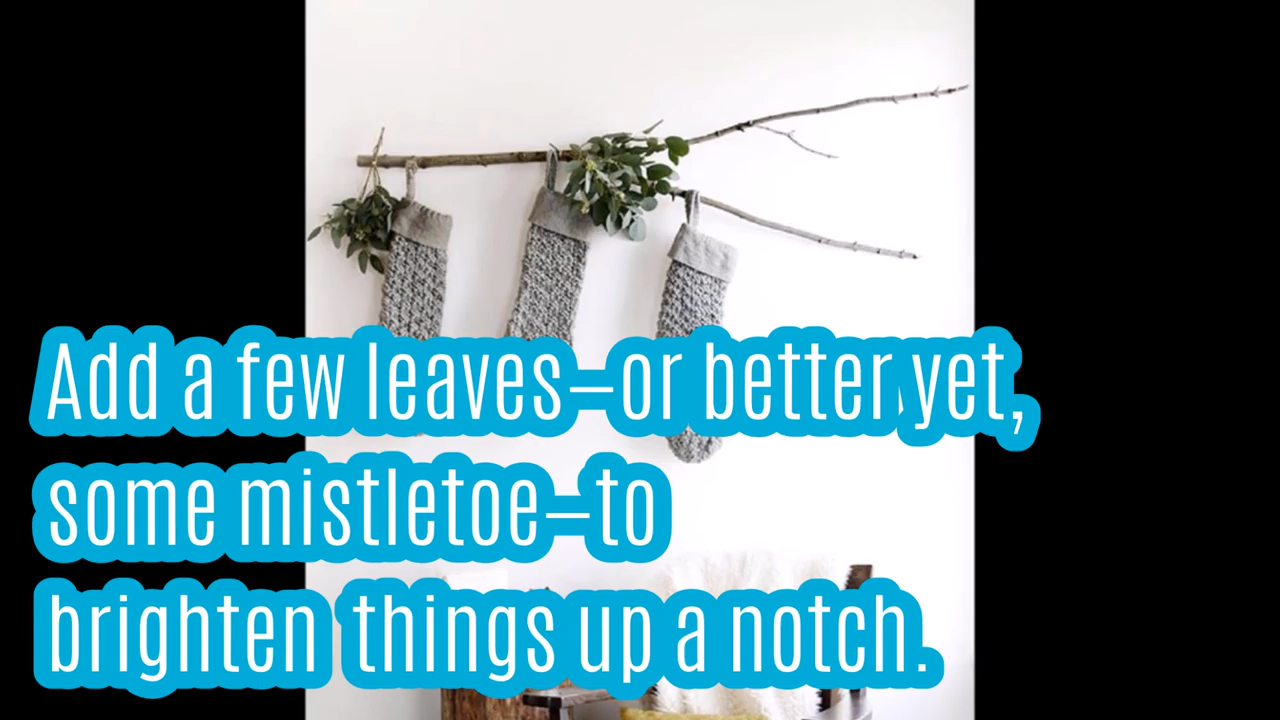 Add a few leaves—or better yet,
some mistletoe—to
brighten things up a notch.